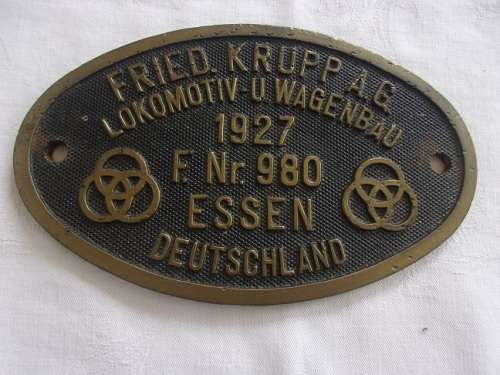 FRIED. KRUPP A.G.
LOKOMOTIV-U.WAGENBAU
1927
F. Nr. 980
ESSEN
DEUTSCHLAND